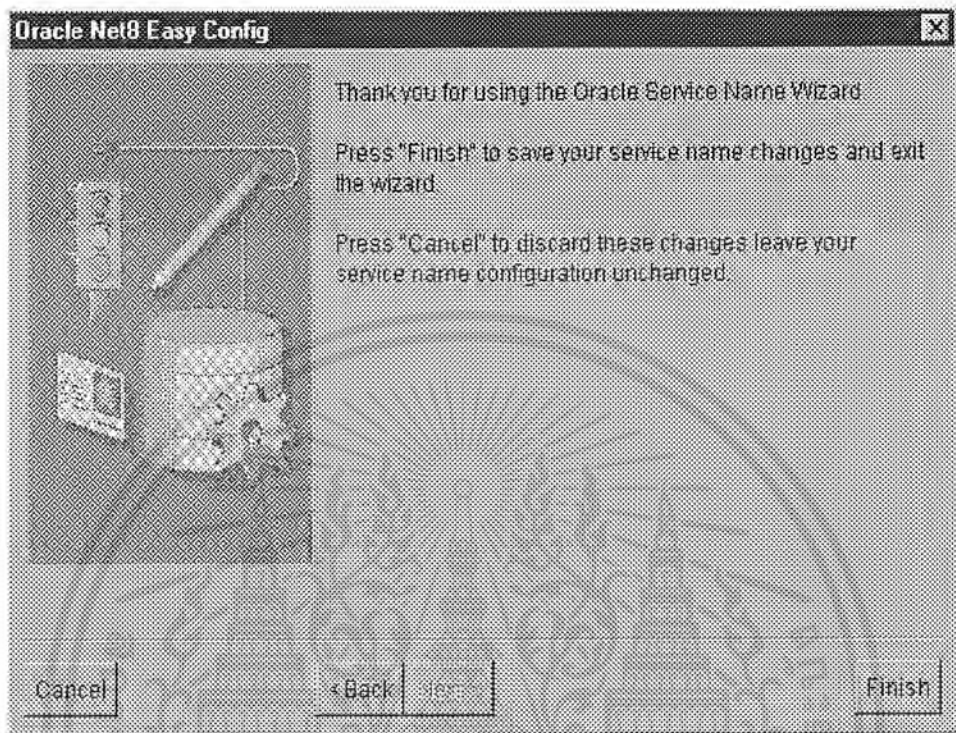 Oracle Net8 Easy Config
Thank you for using the Oracle Service Name Wizard.
Press "Finish" to save your service name changes and exit
the wizard.
Press "Cancel" to discard these changes leave your
service name configuration unchanged.
Cancel
< Back
Next >
Finish